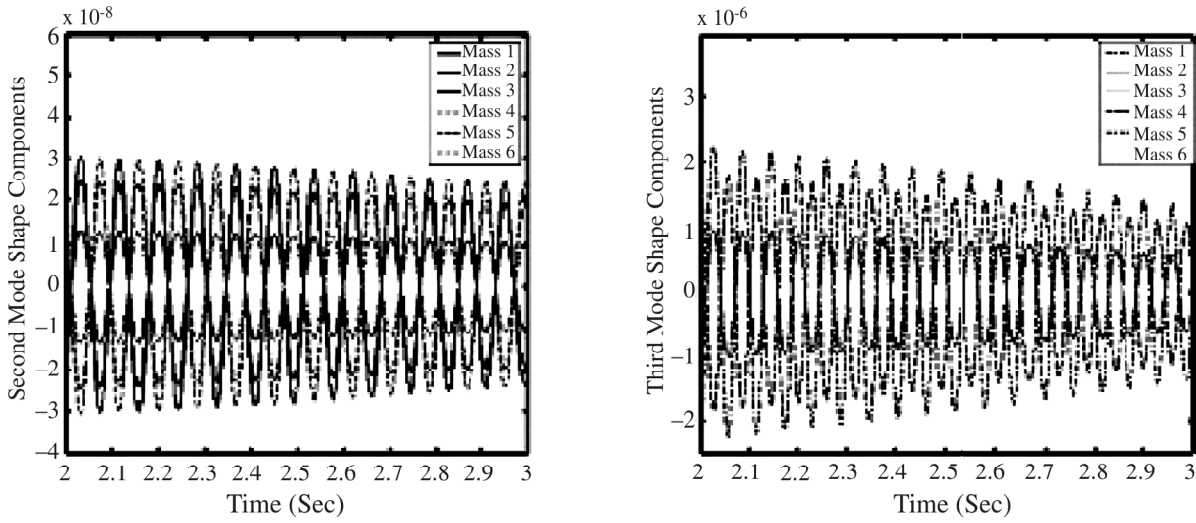 x 10-8
6
5
4
3
2
1
0
−1
−2
−3
−4
Second Mode Shape Components
Mass 1
Mass 2
Mass 3
Mass 4
Mass 5
Mass 6
2 2.1 2.2 2.3 2.4 2.5 2.6 2.7 2.8 2.9 3
Time (Sec)
x 10-6
3
2
1
0
−1
−2
Third Mode Shape Components
Mass 1
Mass 2
Mass 3
Mass 4
Mass 5
Mass 6
2 2.1 2.2 2.3 2.4 2.5 2.6 2.7 2.8 2.9 3
Time (Sec)